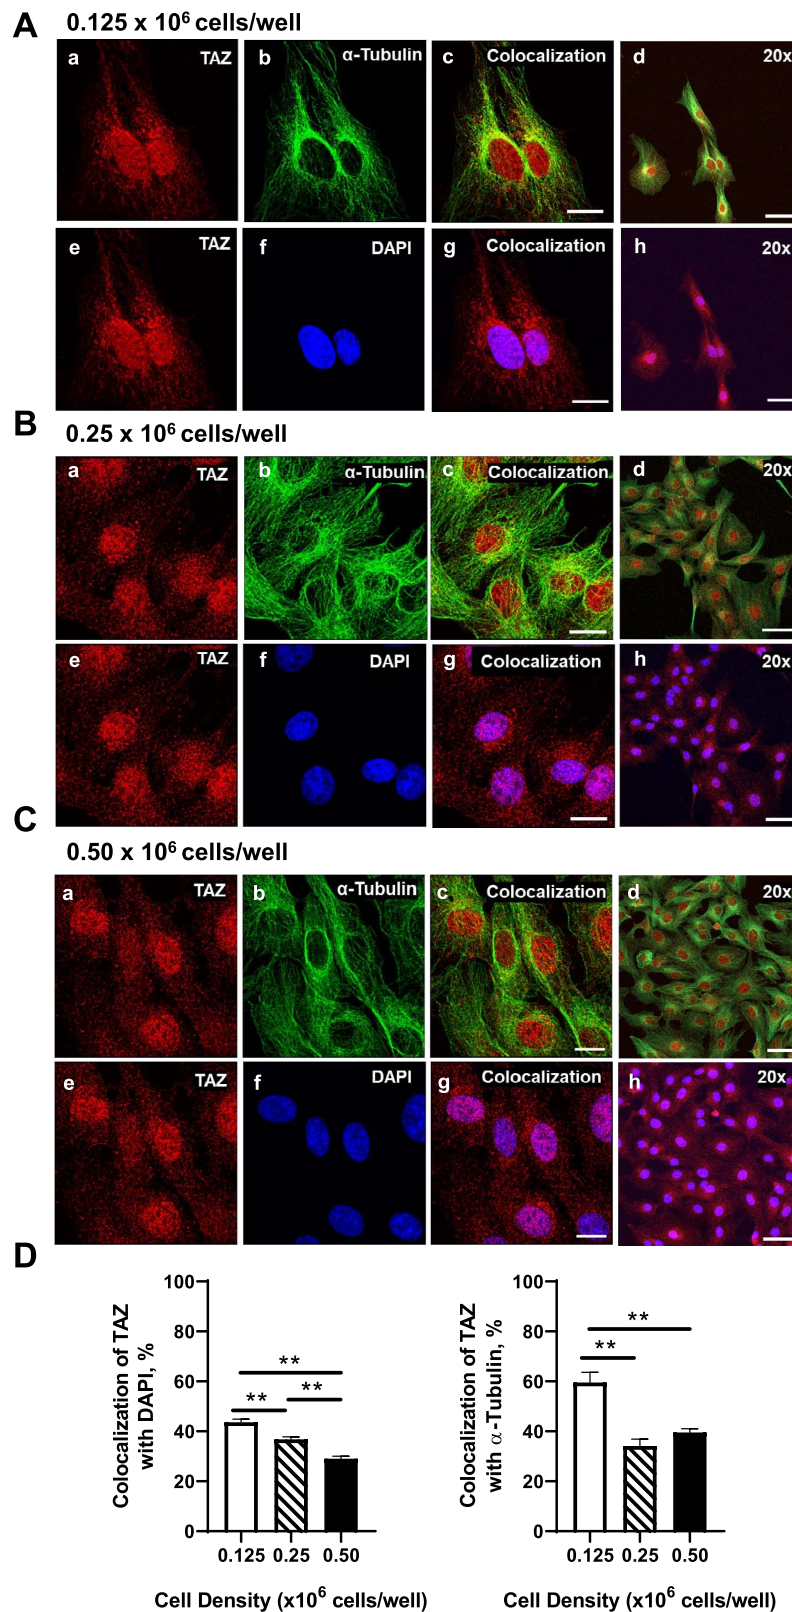 A 0.125 x 10⁶ cells/well
a TAZ b α-Tubulin c Colocalization d 20x
e TAZ f DAPI g Colocalization h 20x
B 0.25 x 10⁶ cells/well
a TAZ b α-Tubulin c Colocalization d 20x
e TAZ f DAPI g Colocalization h 20x
C 0.50 x 10⁶ cells/well
a TAZ b α-Tubulin c Colocalization d 20x
e TAZ f DAPI g Colocalization h 20x
D
Colocalization of TAZ
with DAPI, %
100
80
60
40
20
0
**
** **
0.125 0.25 0.50
Cell Density (x10⁶ cells/well)
Colocalization of TAZ
with α-Tubulin, %
100
80
60
40
20
0
**
**
0.125 0.25 0.50
Cell Density (x10⁶ cells/well)